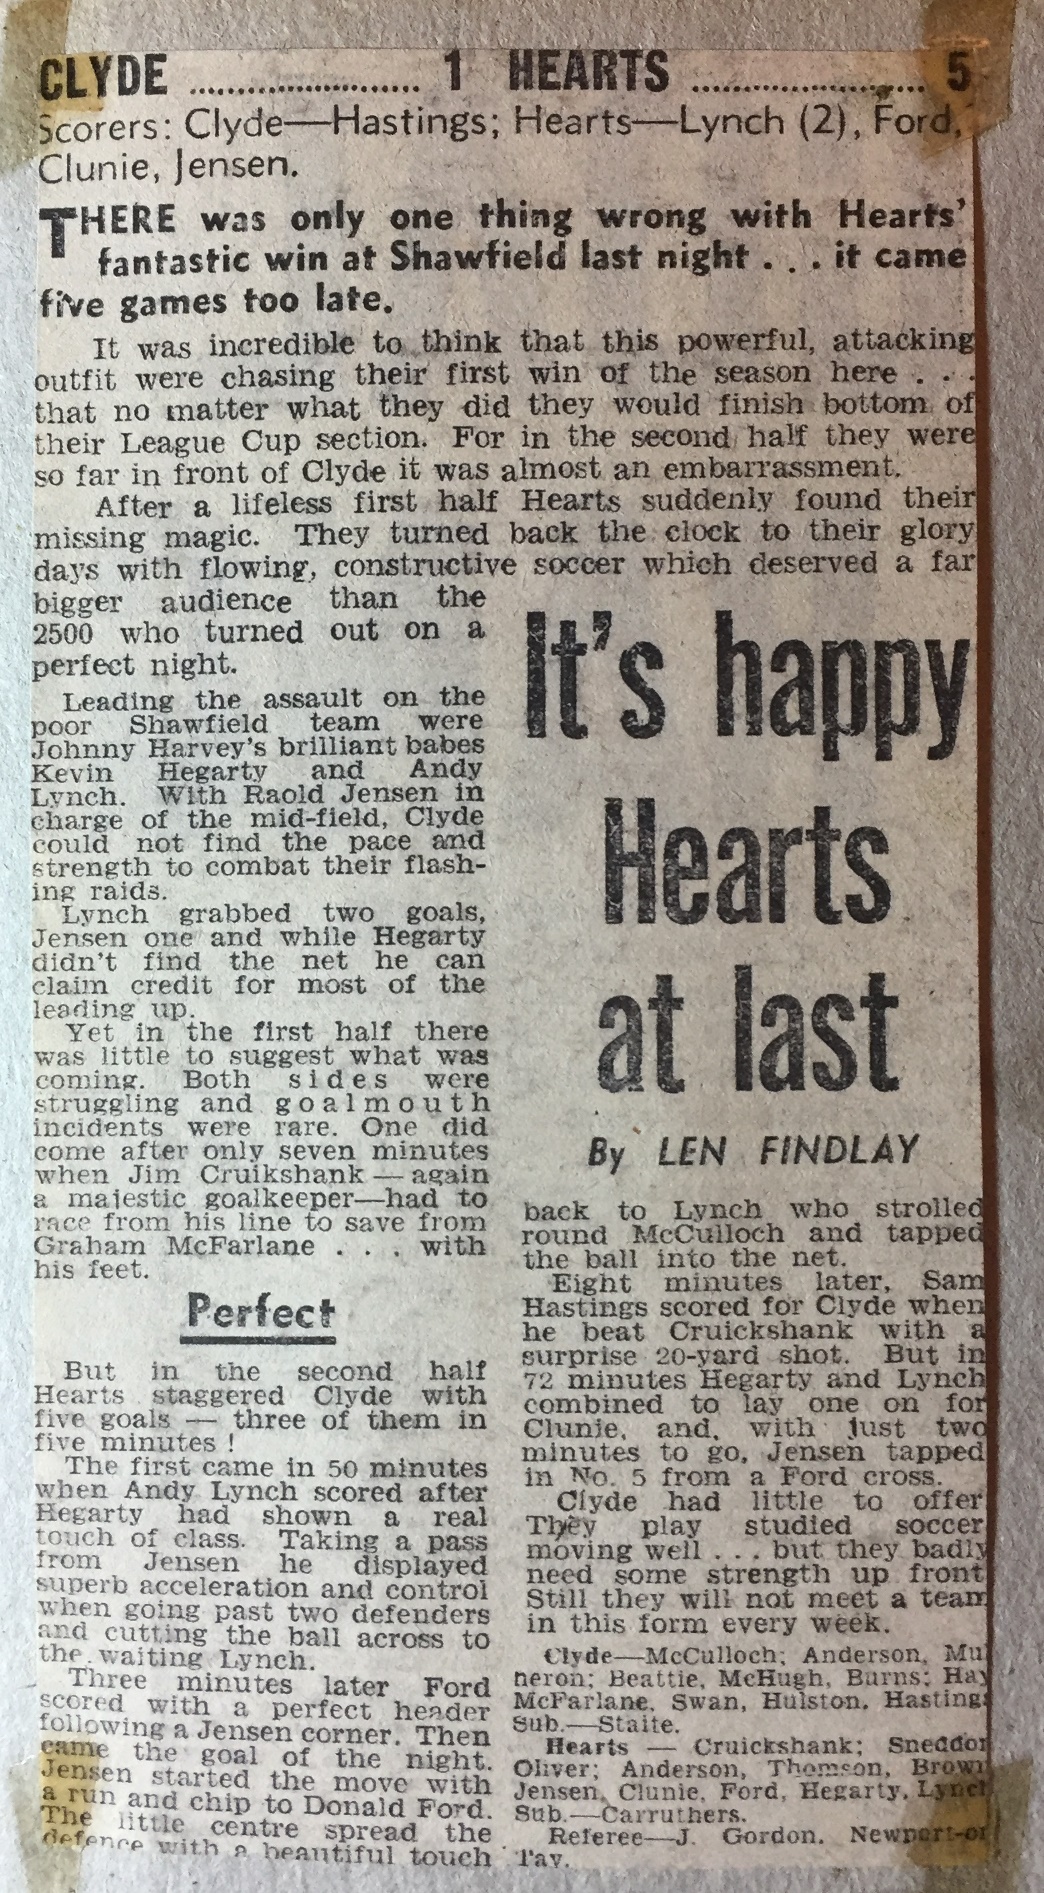 CLYDE ........................ 1 HEARTS ........................ 5
Scorers: Clyde—Hastings; Hearts—Lynch (2), Ford,
Clunie, Jensen.
THERE was only one thing wrong with Hearts'
fantastic win at Shawfield last night . . . it came
five games too late.
It was incredible to think that this powerful, attacking
outfit were chasing their first win of the season here . . .
that no matter what they did they would finish bottom of
their League Cup section. For in the second half they were
so far in front of Clyde it was almost an embarrassment.
After a lifeless first half Hearts suddenly found their
missing magic. They turned back the clock to their glory
days with flowing, constructive soccer which deserved a far
bigger audience than the
2500 who turned out on a
perfect night.
Leading the assault on the
poor Shawfield team were
Johnny Harvey's brilliant babes
Kevin Hegarty and Andy
Lynch. With Raold Jensen in
charge of the mid-field, Clyde
could not find the pace and
strength to combat their flash-
ing raids.
Lynch grabbed two goals,
Jensen one and while Hegarty
didn't find the net he can
claim credit for most of the
leading up.
Yet in the first half there
was little to suggest what was
coming. Both sides were
struggling and goalmouth
incidents were rare. One did
come after only seven minutes
when Jim Cruikshank — again
a majestic goalkeeper—had to
race from his line to save from
Graham McFarlane . . . with
his feet.
Perfect
But in the second half
Hearts staggered Clyde with
five goals — three of them in
five minutes !
The first came in 50 minutes
when Andy Lynch scored after
Hegarty had shown a real
touch of class. Taking a pass
from Jensen he displayed
superb acceleration and control
when going past two defenders
and cutting the ball across to
the waiting Lynch.
Three minutes later Ford
scored with a perfect header
following a Jensen corner. Then
came the goal of the night.
Jensen started the move with
a run and chip to Donald Ford.
The little centre spread the
defence with a beautiful touch
It's happy
Hearts
at last
By LEN FINDLAY
back to Lynch who strolled
round McCulloch and tapped
the ball into the net.
Eight minutes later, Sam
Hastings scored for Clyde when
he beat Cruickshank with a
surprise 20-yard shot. But in
72 minutes Hegarty and Lynch
combined to lay one on for
Clunie, and, with just two
minutes to go, Jensen tapped
in No. 5 from a Ford cross.
Clyde had little to offer
They play studied soccer
moving well . . . but they badly
need some strength up front
Still they will not meet a team
in this form every week.
Clyde—McCulloch; Anderson, Mu
neron; Beattie, McHugh, Burns; Hay
McFarlane, Swan, Hulston, Hastings
Sub.—Staite.
Hearts — Cruickshank; Sneddon
Oliver; Anderson, Thomson, Brown
Jensen, Clunie, Ford, Hegarty, Lynch
Sub.—Carruthers.
Referee—J. Gordon, Newport-on
Tay.